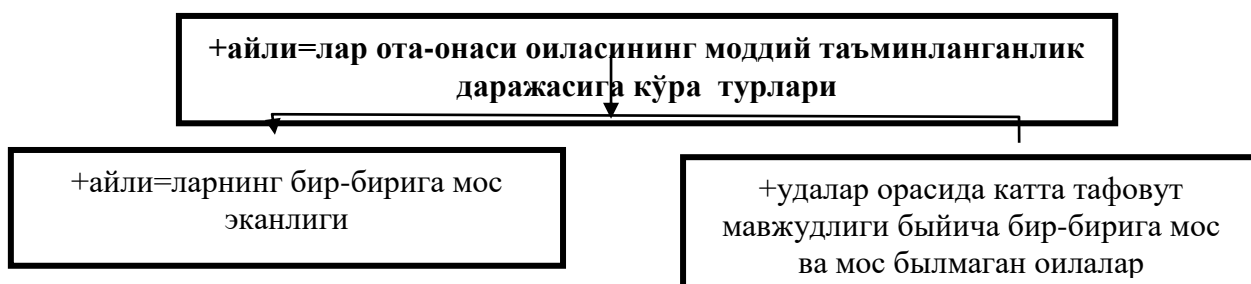 +айли=лар ота-онаси оиласининг моддий таъминланганлик
даражасига кўра турлари
+айли=ларнинг бир-бирига мос
эканлиги
+удалар орасида катта тафовут
мавжудлиги быйича бир-бирига мос
ва мос былмаган оилалар